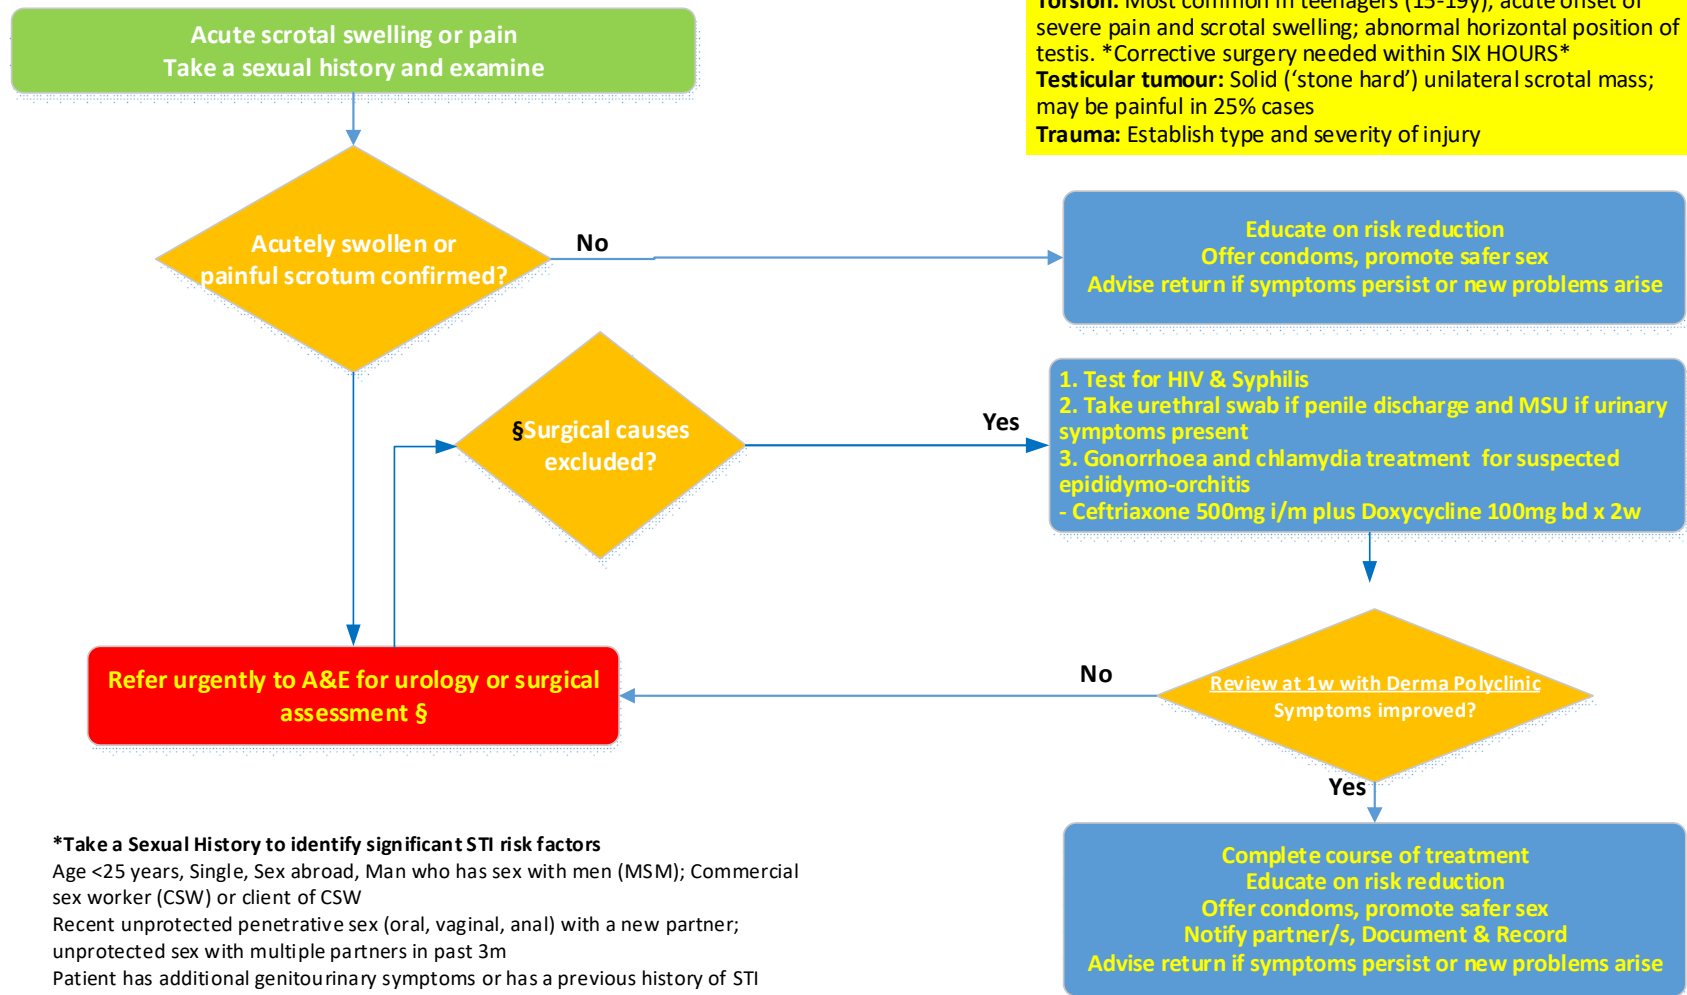 Acute scrotal swelling or pain
Take a sexual history and examine
Torsion: Most common in teenagers (15-19y); acute onset of
severe pain and scrotal swelling; abnormal horizontal position of
testis. *Corrective surgery needed within SIX HOURS*
Testicular tumour: Solid (‘stone hard’) unilateral scrotal mass;
may be painful in 25% cases
Trauma: Establish type and severity of injury
Acutely swollen or
painful scrotum confirmed?
No
Educate on risk reduction
Offer condoms, promote safer sex
Advise return if symptoms persist or new problems arise
§Surgical causes
excluded?
Yes
1. Test for HIV & Syphilis
2. Take urethral swab if penile discharge and MSU if urinary
symptoms present
3. Gonorrhoea and chlamydia treatment for suspected
epididymo-orchitis
- Ceftriaxone 500mg i/m plus Doxycycline 100mg bd x 2w
Refer urgently to A&E for urology or surgical
assessment §
No
Review at 1w with Derma Polyclinic
Symptoms improved?
Yes
*Take a Sexual History to identify significant STI risk factors
Age <25 years, Single, Sex abroad, Man who has sex with men (MSM); Commercial
sex worker (CSW) or client of CSW
Recent unprotected penetrative sex (oral, vaginal, anal) with a new partner;
unprotected sex with multiple partners in past 3m
Patient has additional genitourinary symptoms or has a previous history of STI
Complete course of treatment
Educate on risk reduction
Offer condoms, promote safer sex
Notify partner/s, Document & Record
Advise return if symptoms persist or new problems arise